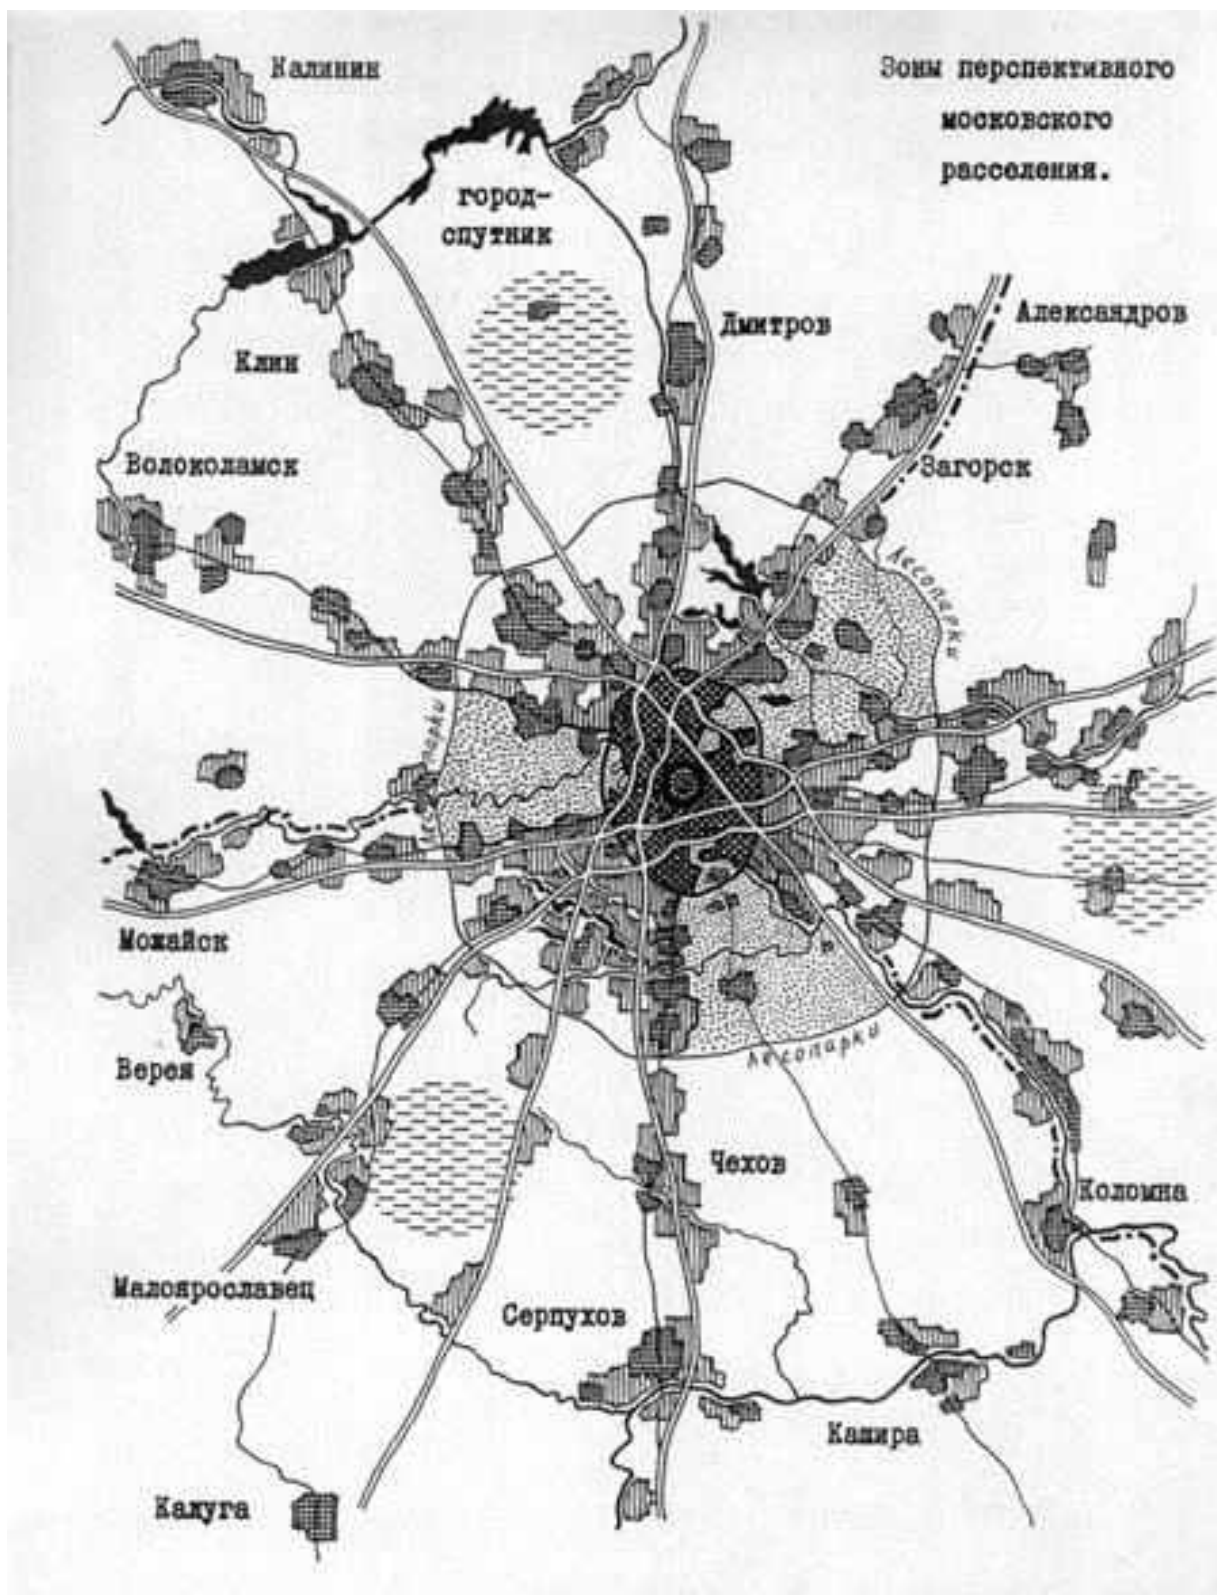 Калинин
Зоны перспективного
московского
расселения.
город-
спутник
Александров
Дмитров
Клин
Волоколамск
Загорск
Лесопарки
Лесопарки
Можайск
Верея
Лесопарки
Чехов
Коломна
Малоярославец
Серпухов
Кашира
Калуга